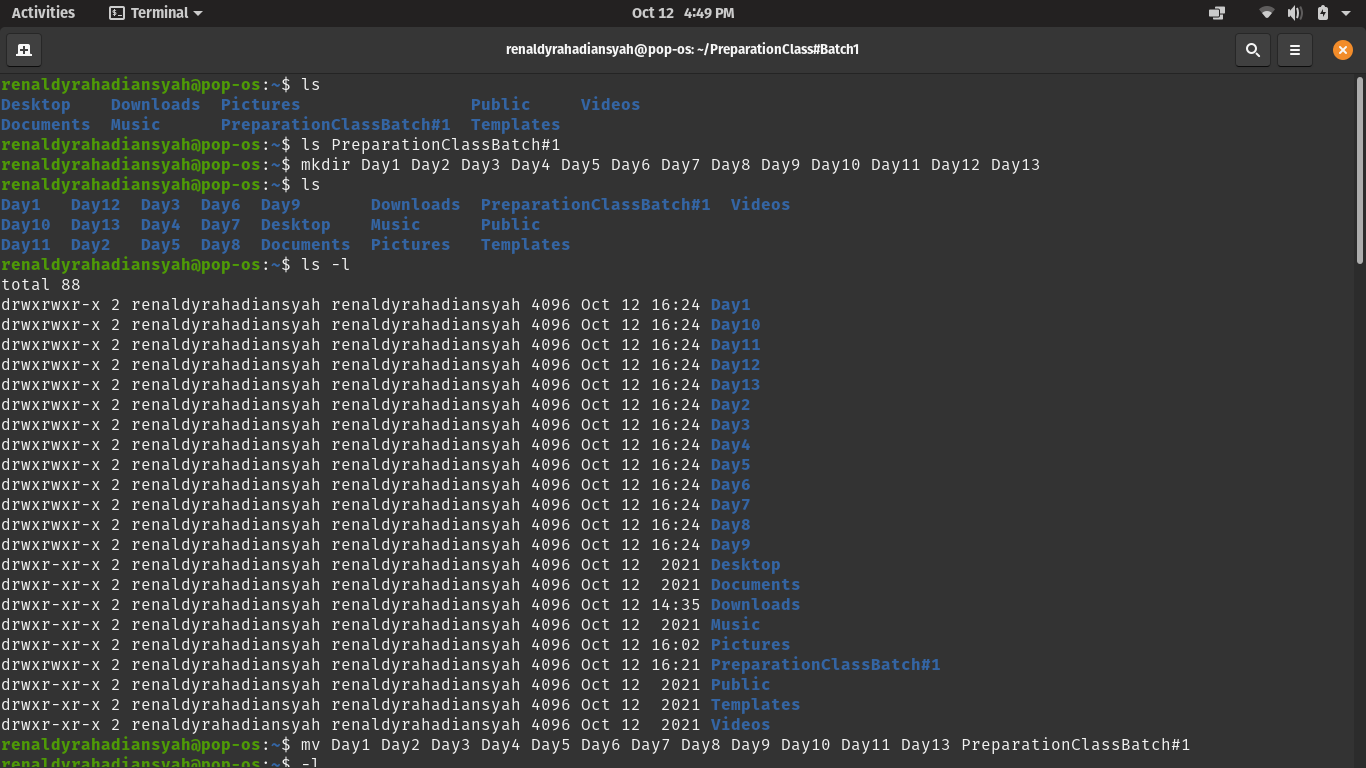 Activities Terminal Oct 12 4:49 PM
renaldyrahadiansyah@pop-os: ~/PreparationClass#Batch1
renaldyrahadiansyah@pop-os:~$ ls
Desktop    Downloads  Pictures                 Public     Videos
Documents  Music      PreparationClassBatch#1  Templates
renaldyrahadiansyah@pop-os:~$ ls PreparationClassBatch#1
renaldyrahadiansyah@pop-os:~$ mkdir Day1 Day2 Day3 Day4 Day5 Day6 Day7 Day8 Day9 Day10 Day11 Day12 Day13
renaldyrahadiansyah@pop-os:~$ ls
Day1   Day12  Day3  Day6  Day9       Downloads  PreparationClassBatch#1  Videos
Day10  Day13  Day4  Day7  Desktop    Music      Public
Day11  Day2   Day5  Day8  Documents  Pictures   Templates
renaldyrahadiansyah@pop-os:~$ ls -l
total 88
drwxrwxr-x 2 renaldyrahadiansyah renaldyrahadiansyah 4096 Oct 12 16:24 Day1
drwxrwxr-x 2 renaldyrahadiansyah renaldyrahadiansyah 4096 Oct 12 16:24 Day10
drwxrwxr-x 2 renaldyrahadiansyah renaldyrahadiansyah 4096 Oct 12 16:24 Day11
drwxrwxr-x 2 renaldyrahadiansyah renaldyrahadiansyah 4096 Oct 12 16:24 Day12
drwxrwxr-x 2 renaldyrahadiansyah renaldyrahadiansyah 4096 Oct 12 16:24 Day13
drwxrwxr-x 2 renaldyrahadiansyah renaldyrahadiansyah 4096 Oct 12 16:24 Day2
drwxrwxr-x 2 renaldyrahadiansyah renaldyrahadiansyah 4096 Oct 12 16:24 Day3
drwxrwxr-x 2 renaldyrahadiansyah renaldyrahadiansyah 4096 Oct 12 16:24 Day4
drwxrwxr-x 2 renaldyrahadiansyah renaldyrahadiansyah 4096 Oct 12 16:24 Day5
drwxrwxr-x 2 renaldyrahadiansyah renaldyrahadiansyah 4096 Oct 12 16:24 Day6
drwxrwxr-x 2 renaldyrahadiansyah renaldyrahadiansyah 4096 Oct 12 16:24 Day7
drwxrwxr-x 2 renaldyrahadiansyah renaldyrahadiansyah 4096 Oct 12 16:24 Day8
drwxrwxr-x 2 renaldyrahadiansyah renaldyrahadiansyah 4096 Oct 12 16:24 Day9
drwxr-xr-x 2 renaldyrahadiansyah renaldyrahadiansyah 4096 Oct 12  2021 Desktop
drwxr-xr-x 2 renaldyrahadiansyah renaldyrahadiansyah 4096 Oct 12  2021 Documents
drwxr-xr-x 2 renaldyrahadiansyah renaldyrahadiansyah 4096 Oct 12 14:35 Downloads
drwxr-xr-x 2 renaldyrahadiansyah renaldyrahadiansyah 4096 Oct 12  2021 Music
drwxr-xr-x 2 renaldyrahadiansyah renaldyrahadiansyah 4096 Oct 12 16:02 Pictures
drwxrwxr-x 2 renaldyrahadiansyah renaldyrahadiansyah 4096 Oct 12 16:21 PreparationClassBatch#1
drwxr-xr-x 2 renaldyrahadiansyah renaldyrahadiansyah 4096 Oct 12  2021 Public
drwxr-xr-x 2 renaldyrahadiansyah renaldyrahadiansyah 4096 Oct 12  2021 Templates
drwxr-xr-x 2 renaldyrahadiansyah renaldyrahadiansyah 4096 Oct 12  2021 Videos
renaldyrahadiansyah@pop-os:~$ mv Day1 Day2 Day3 Day4 Day5 Day6 Day7 Day8 Day9 Day10 Day11 Day13 PreparationClassBatch#1
renaldyrahadiansyah@pop-os:~$ -l